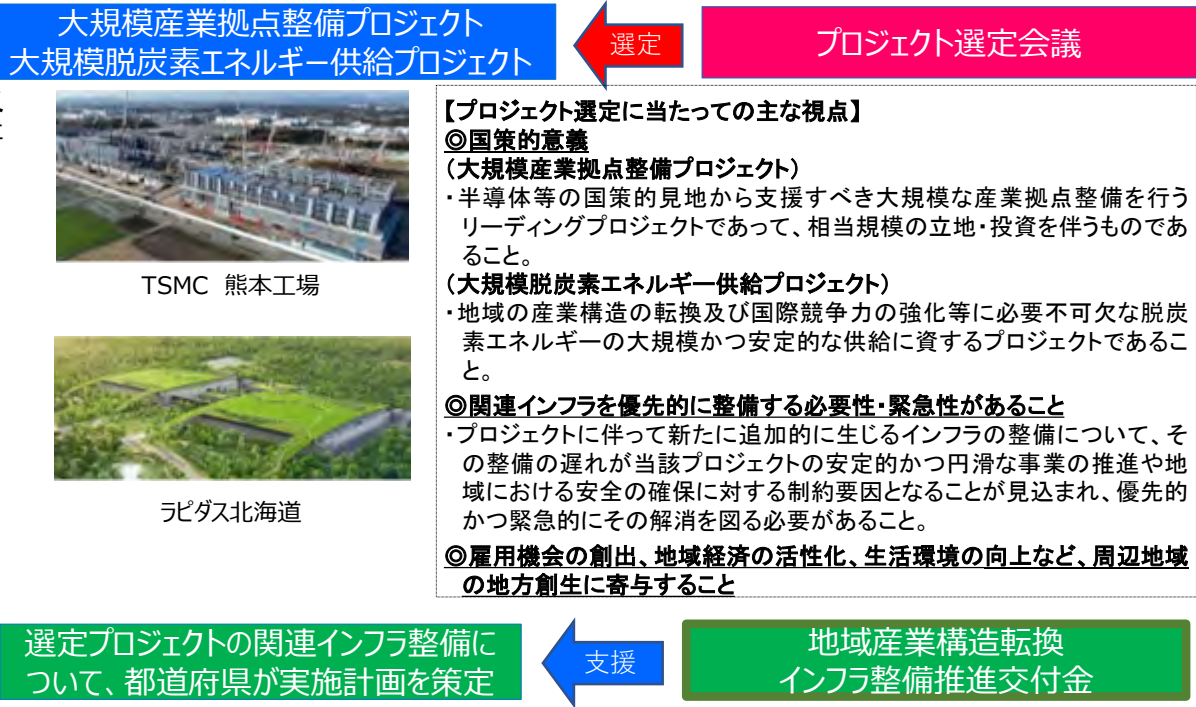 大規模産業拠点整備プロジェクト
大規模脱炭素エネルギー供給プロジェクト
選定
プロジェクト選定会議
TSMC 熊本工場
ラピダス北海道
【プロジェクト選定に当たっての主な視点】
◎国策的意義
(大規模産業拠点整備プロジェクト)
・半導体等の国策的見地から支援すべき大規模な産業拠点整備を行う
リーディングプロジェクトであって、相当規模の立地・投資を伴うものであ
ること。
(大規模脱炭素エネルギー供給プロジェクト)
・地域の産業構造の転換及び国際競争力の強化等に必要不可欠な脱炭
素エネルギーの大規模かつ安定的な供給に資するプロジェクトであるこ
と。
◎関連インフラを優先的に整備する必要性・緊急性があること
・プロジェクトに伴って新たに追加的に生じるインフラの整備について、そ
の整備の遅れが当該プロジェクトの安定的かつ円滑な事業の推進や地
域における安全の確保に対する制約要因となることが見込まれ、優先的
かつ緊急的にその解消を図る必要があること。
◎雇用機会の創出、地域経済の活性化、生活環境の向上など、周辺地域
の地方創生に寄与すること
選定プロジェクトの関連インフラ整備に
ついて、都道府県が実施計画を策定
支援
地域産業構造転換
インフラ整備推進交付金